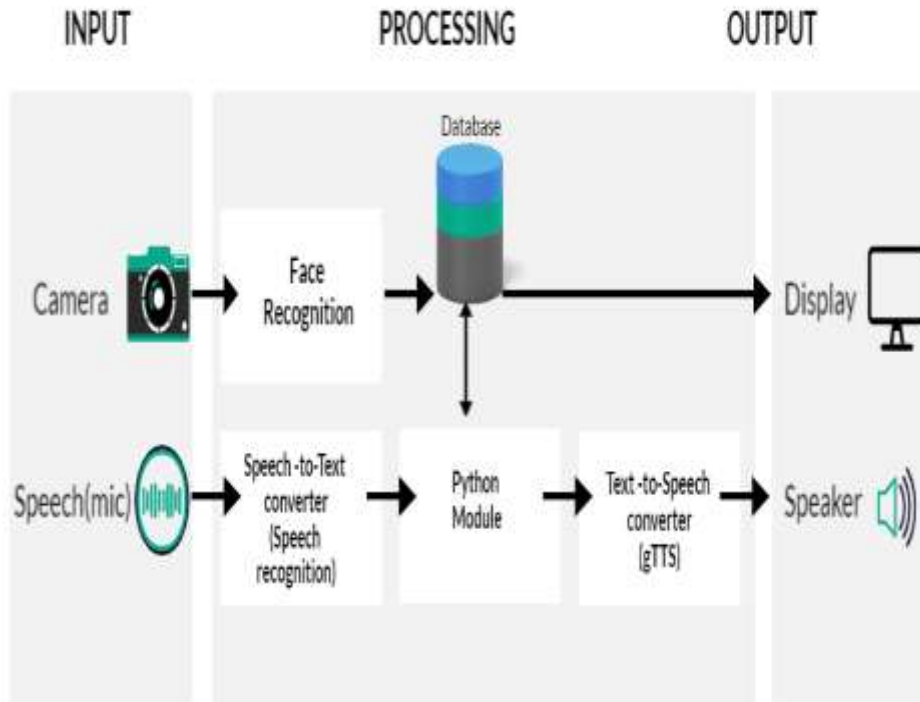 INPUT
PROCESSING
OUTPUT
Database
Camera
Face
Recognition
Display
Speech(mic)
Speech -to-Text
converter
(Speech
recognition)
Python
Module
Text -to-Speech
converter
(gTTS)
Speaker